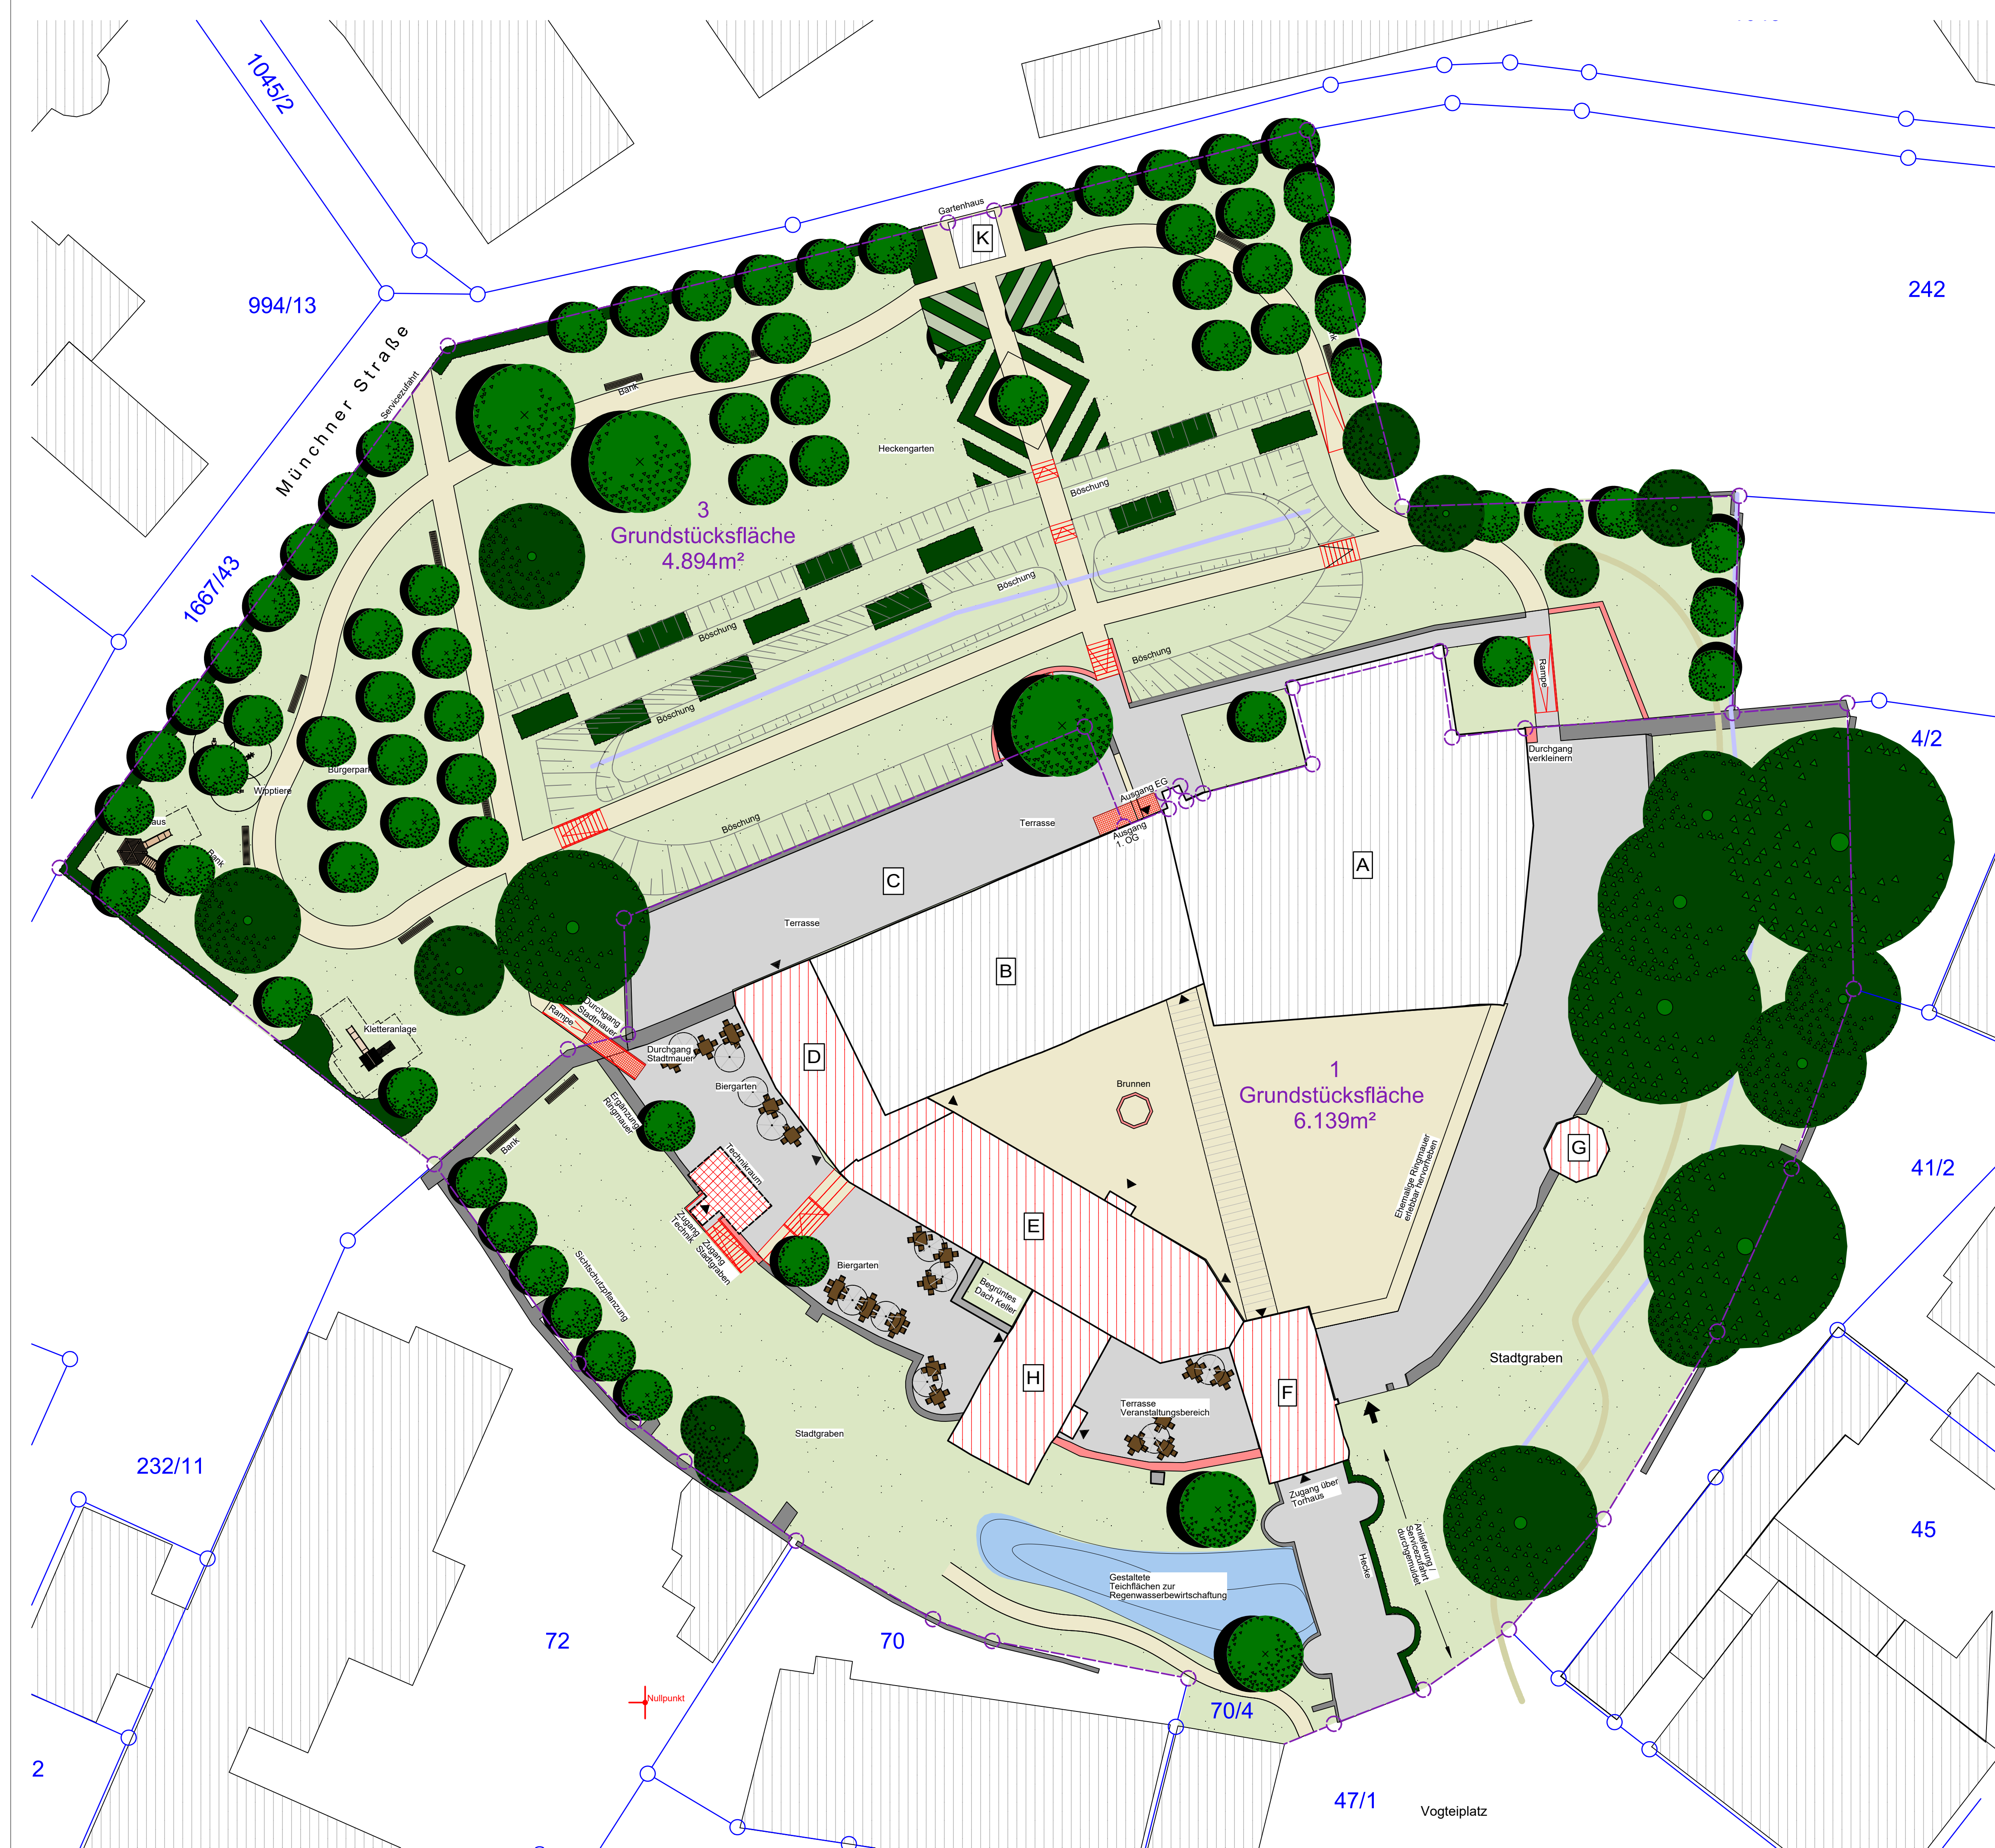 1045/2
994/13
242
Gartenhaus
K
Münchner Straße
Servicezufahrt
Bank
Heckengarten
Böschung
3
Grundstücksfläche
4.894m²
1667/43
Böschung
Böschung
Böschung
Böschung
Rampe
Bürgerpark
Wipptiere
4/2
Durchgang
verkleinern
Ausgang EG
Ausgang
1. OG
Terrasse
Böschung
Bank
C
A
Terrasse
B
Durchgang
Stadtmauer
Rampe
Kletteranlage
Durchgang
Stadtmauer
D
Biergarten
Brunnen
1
Grundstücksfläche
6.139m²
Ergänzung
Ringmauer
Bank
Technikraum
G
41/2
Ehemalige Ringmauer
erlebbar hervorheben
Zugang
Technik
Zugang
Stadtgraben
E
Biergarten
Sichtschutzpflanzung
Begrüntes
Dach Keller
Stadtgraben
H
F
Terrasse
Veranstaltungsbereich
Stadtgraben
232/11
Zugang über
Torhaus
Anlieferung /
Servicezufahrt
durchgemuldet
Hecke
45
Gestaltete
Teichflächen zur
Regenwasserbewirtschaftung
72
70
Nullpunkt
70/4
2
47/1
Vogteiplatz